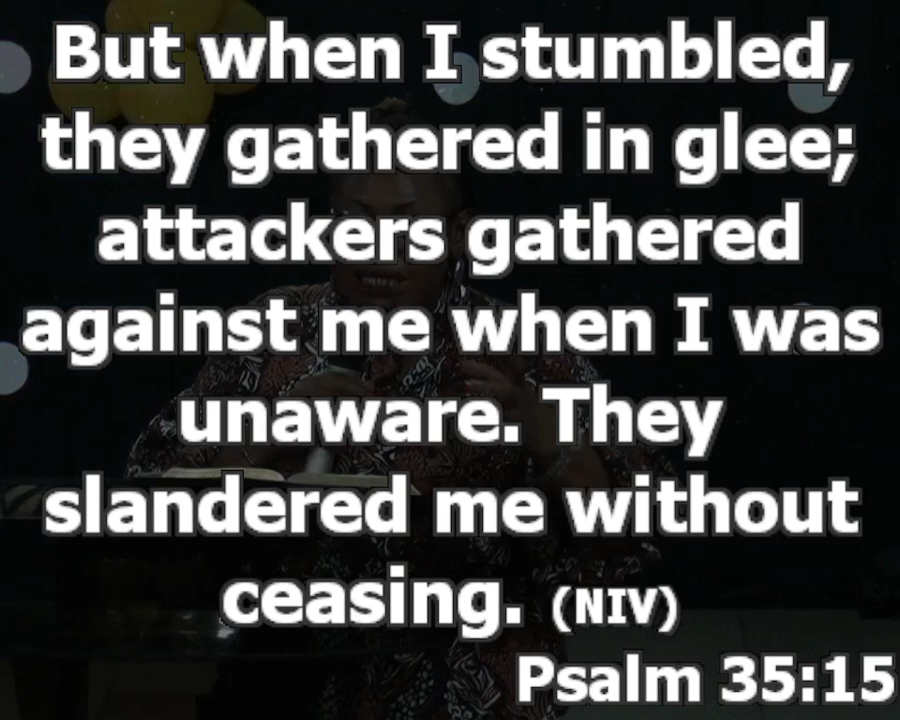 But when I stumbled,
they gathered in glee;
attackers gathered
against me when I was
unaware. They
slandered me without
ceasing. (NIV)
Psalm 35:15